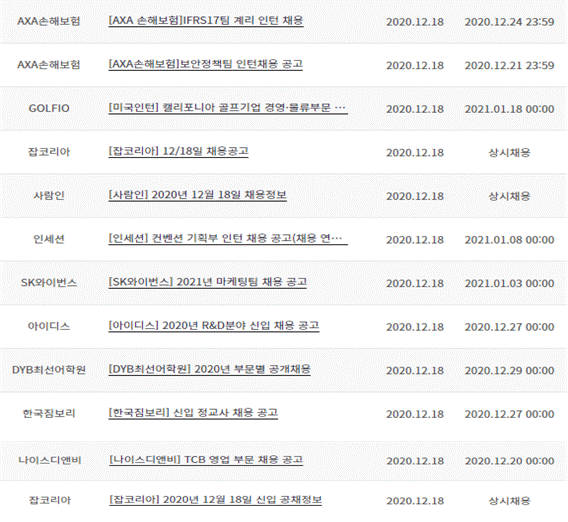 AXA손해보험 [AXA 손해보험]IFRS17팀 계리 인턴 채용 2020.12.18 2020.12.24 23:59
AXA손해보험 [AXA손해보험]보안정책팀 인턴채용 공고 2020.12.18 2020.12.21 23:59
GOLFIO [미국인턴] 캘리포니아 골프기업 경영·물류부문 … 2020.12.18 2021.01.18 00:00
잡코리아 [잡코리아] 12/18일 채용공고 2020.12.18 상시채용
사람인 [사람인] 2020년 12월 18일 채용정보 2020.12.18 상시채용
인세션 [인세션] 컨벤션 기획부 인턴 채용 공고(채용 연… 2020.12.18 2021.01.08 00:00
SK와이번스 [SK와이번스] 2021년 마케팅팀 채용 공고 2020.12.18 2021.01.03 00:00
아이디스 [아이디스] 2020년 R&D분야 신입 채용 공고 2020.12.18 2020.12.27 00:00
DYB최선어학원 [DYB최선어학원] 2020년 부문별 공개채용 2020.12.18 2020.12.29 00:00
한국짐보리 [한국짐보리] 신입 정교사 채용 공고 2020.12.18 2020.12.27 00:00
나이스디앤비 [나이스디앤비] TCB 영업 부문 채용 공고 2020.12.18 2020.12.20 00:00
잡코리아 [잡코리아] 2020년 12월 18일 신입 공채정보 2020.12.18 상시채용